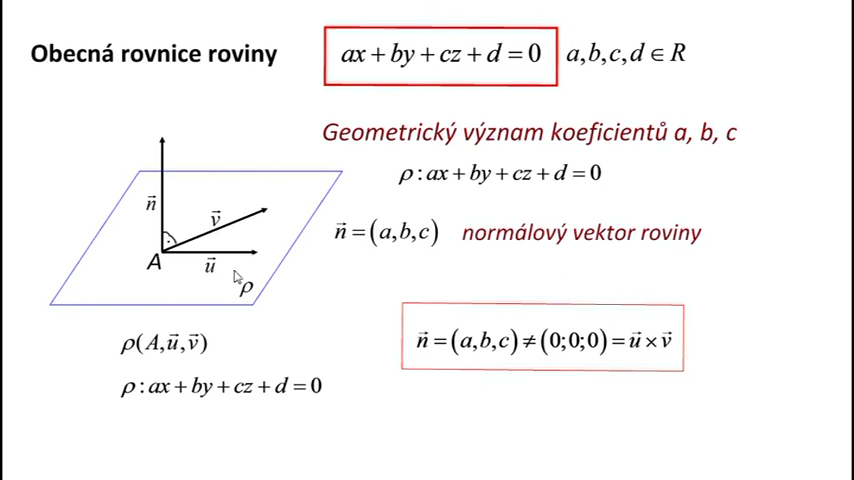 Obecná rovnice roviny
ax + by + cz + d = 0   a,b,c,d ∈ R
Geometrický význam koeficientů a, b, c
ρ : ax + by + cz + d = 0
n⃗
v⃗
n⃗ = (a,b,c)   normálový vektor roviny
A
u⃗
ρ
ρ(A,u⃗,v⃗)
n⃗ = (a,b,c) ≠ (0;0;0) = u⃗ × v⃗
ρ : ax + by + cz + d = 0